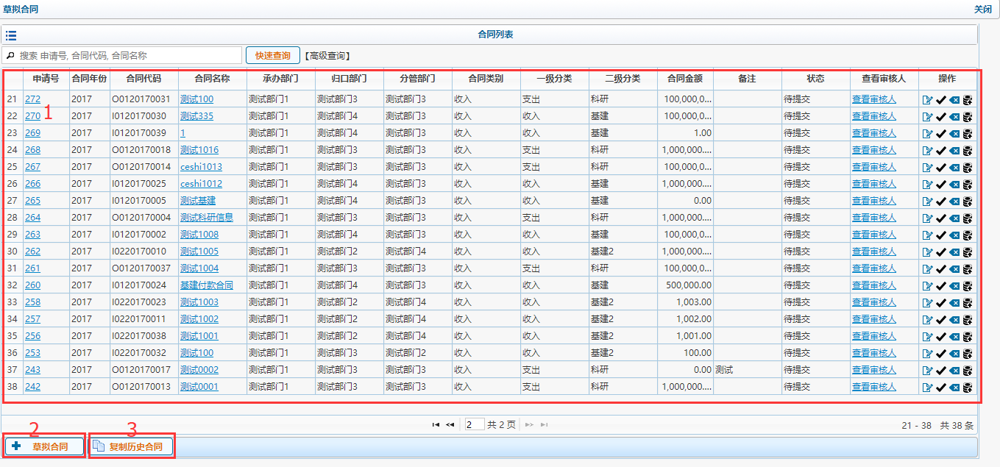 草拟合同 关闭
合同列表
搜索 申请号, 合同代码, 合同名称 快速查询 【高级查询】
申请号 合同年份 合同代码 合同名称 承办部门 归口部门 分管部门 合同类别 一级分类 二级分类 合同金额 备注 状态 查看审核人 操作
21 272 2017 O0120170031 测试100 测试部门1 测试部门3 测试部门3 收入 支出 科研 100,000,0... 待提交 查看审核人
1
22 270 2017 I0120170030 测试335 测试部门1 测试部门4 测试部门3 收入 收入 基建 100,000,0... 待提交 查看审核人
23 269 2017 I0120170039 1 测试部门1 测试部门4 测试部门3 收入 收入 基建 1.00 待提交 查看审核人
24 268 2017 O0120170018 测试1016 测试部门1 测试部门3 测试部门3 收入 支出 科研 1,000,000.... 待提交 查看审核人
25 267 2017 O0120170014 ceshi1013 测试部门1 测试部门3 测试部门3 收入 支出 科研 100,000,0... 待提交 查看审核人
26 266 2017 I0120170025 ceshi1012 测试部门1 测试部门4 测试部门3 收入 收入 基建 1,000,000.... 待提交 查看审核人
27 265 2017 I0120170005 测试基建 测试部门1 测试部门4 测试部门3 收入 收入 基建 0.00 待提交 查看审核人
28 264 2017 O0120170004 测试科研信息 测试部门1 测试部门3 测试部门3 收入 支出 科研 1,000,000.... 待提交 查看审核人
29 263 2017 I0120170002 测试1008 测试部门1 测试部门4 测试部门3 收入 收入 基建 100,000,0... 待提交 查看审核人
30 262 2017 I0220170010 测试1005 测试部门1 测试部门2 测试部门4 收入 收入 基建2 1,000,000.... 待提交 查看审核人
31 261 2017 O0120170037 测试1004 测试部门1 测试部门3 测试部门3 收入 支出 科研 100,000,0... 待提交 查看审核人
32 260 2017 I0120170024 基建付款合同 测试部门1 测试部门4 测试部门3 收入 收入 基建 500,000.00 待提交 查看审核人
33 258 2017 I0220170023 测试1003 测试部门1 测试部门2 测试部门4 收入 收入 基建2 1,003.00 待提交 查看审核人
34 257 2017 I0220170011 测试1002 测试部门1 测试部门2 测试部门4 收入 收入 基建2 1,002.00 待提交 查看审核人
35 256 2017 I0220170038 测试1001 测试部门1 测试部门2 测试部门4 收入 收入 基建2 1,001.00 待提交 查看审核人
36 253 2017 I0220170032 测试100 测试部门1 测试部门3 测试部门2 收入 收入 基建2 100.00 待提交 查看审核人
37 243 2017 O0120170017 测试0002 测试部门1 测试部门3 测试部门3 收入 支出 科研 0.00 测试 待提交 查看审核人
38 242 2017 O0120170013 测试0001 测试部门1 测试部门3 测试部门3 收入 支出 科研 1,000,000.... 待提交 查看审核人
2 共 2 页 21 - 38 共 38 条
2 3
草拟合同 复制历史合同